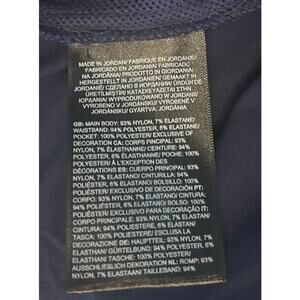 MADE IN JORDAN/ FABRIQUE EN JORDANIE/
FABRICADO EN JORDANIA/ FABRICADO
NA JORDÂNIA/ PRODOTTO IN GIORDANIA/
HERGESTELLT IN JORDANIEN/ GEMAAKT IN
GB: MAIN BODY: 93% NYLON, 7% ELASTANE/
WAISTBAND: 94% POLYESTER, 6% ELASTANE/
POCKET: 100% POLYESTER/ EXCLUSIVE OF
DECORATION CA: CORPS PRINCIPAL: 93%
NYLON, 7% ÉLASTHANNE/ CEINTURE: 94%
POLYESTER, 6% ÉLASTHANNE/ POCHE: 100%
POLYESTER/ À L'EXCEPTION DES
DÉCORATIONS ES: CUERPO PRINCIPAL: 93%
NYLON, 7% ELASTANO/ CINTURILLA: 94%
POLIÉSTER, 6% ELASTANO/ BOLSILLO: 100%
POLIÉSTER/ EXCLUSIVO DE DECORACIÓN PT:
CORPO: 93% NYLON, 7% ELASTANO/
94% POLIÉSTER, 6% ELASTANO/ BOLSO: 100%
POLIÉSTER/ EXCLUSIVO PARA DECORAÇÃO IT:
CORPO PRINCIPALE: 93% NYLON, 7% ELASTAN/
CINTURA: 94% POLIESTERE, 6% ELASTAN/
TASCA: 100% POLIESTERE/ ESCLUSA LA
DECORAZIONE DE: HAUPTTEIL: 93% NYLON, 7%
ELASTHAN/ GÜRTELBUND: 94% POLYESTER, 6%
ELASTHAN/ TASCHE: 100% POLYESTER/
AUSSCHLIEßLICH DEKORATION NL: ROMP: 93%
NYLON, 7% ELASTAAN/ TAILLEBAND: 94%